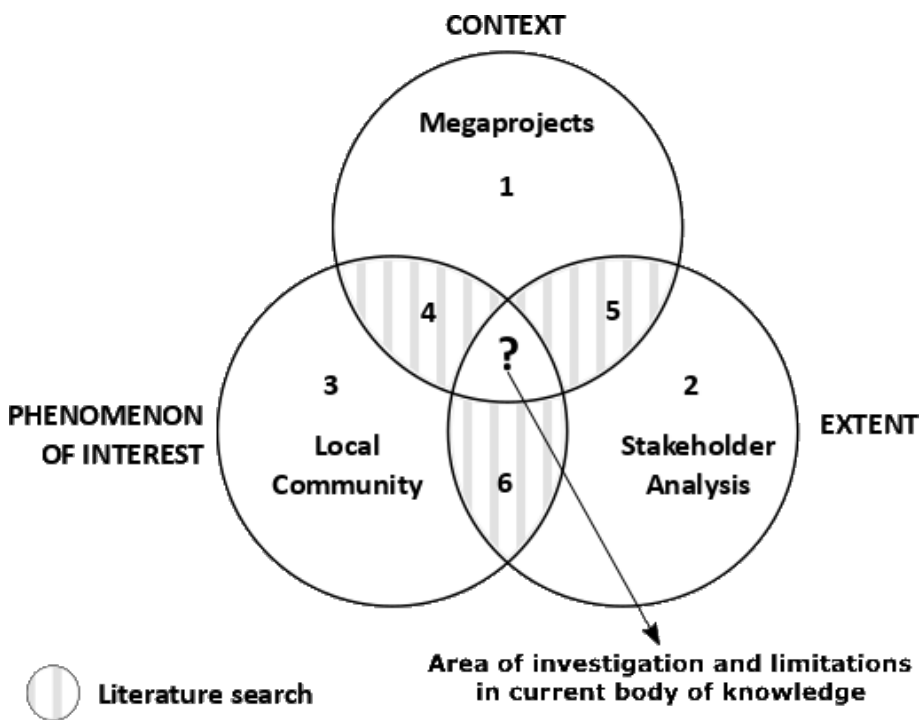 CONTEXT
Megaprojects
1
4
5
?
3
2
PHENOMENON
OF INTEREST
EXTENT
Local
Community
Stakeholder
Analysis
6
Area of investigation and limitations
in current body of knowledge
Literature search